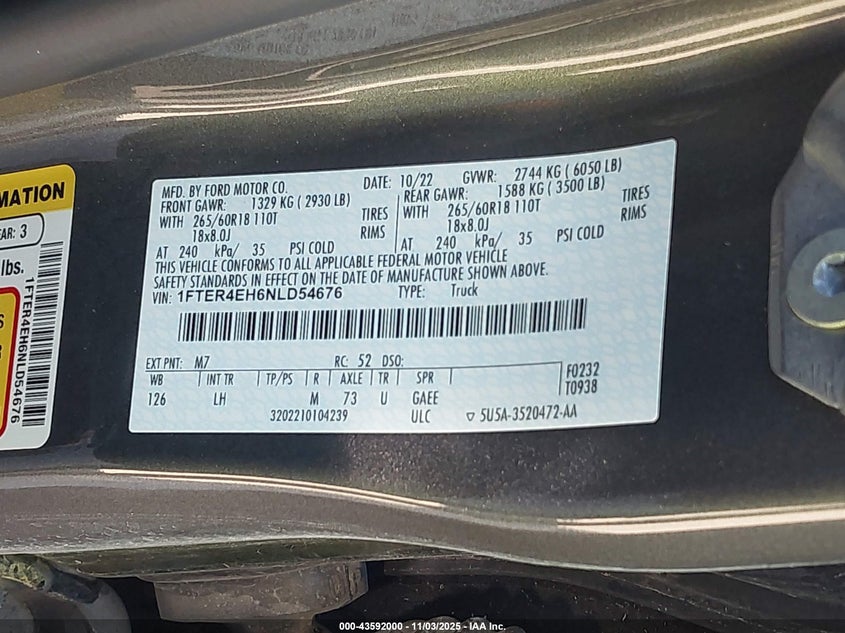 MATION
EAR: 3
lbs.
1FTER4EH6NLD54676
MFD. BY FORD MOTOR CO.
DATE: 10/22 GVWR: 2744 KG ( 6050 LB)
FRONT GAWR: 1329 KG ( 2930 LB)
REAR GAWR: 1588 KG ( 3500 LB)
WITH 265/60R18 110T TIRES
18x8.0J RIMS
AT 240 kPa/ 35 PSI COLD
WITH 265/60R18 110T TIRES
18x8.0J RIMS
AT 240 kPa/ 35 PSI COLD
THIS VEHICLE CONFORMS TO ALL APPLICABLE FEDERAL MOTOR VEHICLE
SAFETY STANDARDS IN EFFECT ON THE DATE OF MANUFACTURE SHOWN ABOVE.
VIN: 1FTER4EH6NLD54676 TYPE: Truck
EXT PNT: M7 RC: 52 DSO:
WB INT TR TP/PS R AXLE TR SPR
126 LH M 73 U GAEE
F0232
T0938
3202210104239 ULC ▽ 5U5A-3520472-AA
000-43592000 - 11/03/2025 - IAA Inc.